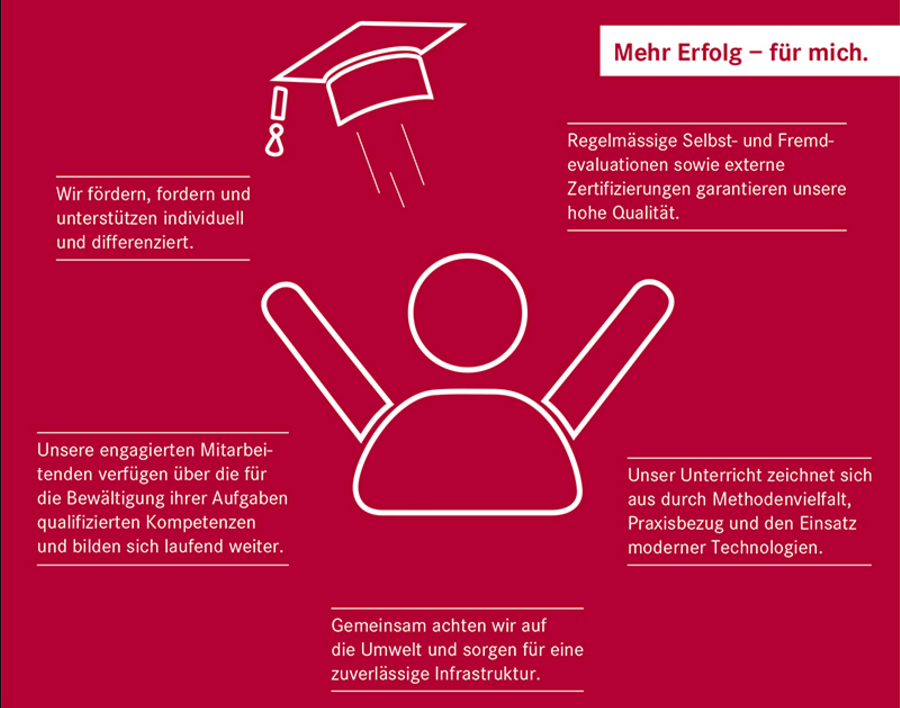 Mehr Erfolg – für mich.
Regelmässige Selbst- und Fremd-
evaluationen sowie externe
Zertifizierungen garantieren unsere
hohe Qualität.
Wir fördern, fordern und
unterstützen individuell
und differenziert.
Unsere engagierten Mitarbei-
tenden verfügen über die für
die Bewältigung ihrer Aufgaben
qualifizierten Kompetenzen
und bilden sich laufend weiter.
Unser Unterricht zeichnet sich
aus durch Methodenvielfalt,
Praxisbezug und den Einsatz
moderner Technologien.
Gemeinsam achten wir auf
die Umwelt und sorgen für eine
zuverlässige Infrastruktur.